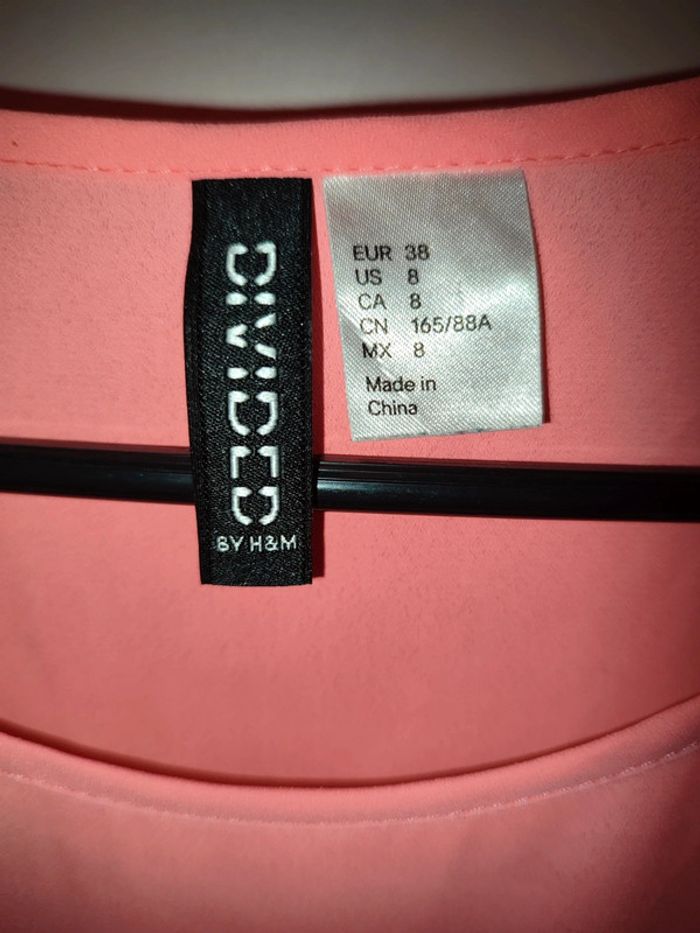 DIVIDED
BY H&M
EUR 38
US 8
CA 8
CN 165/88A
MX 8
Made in
China